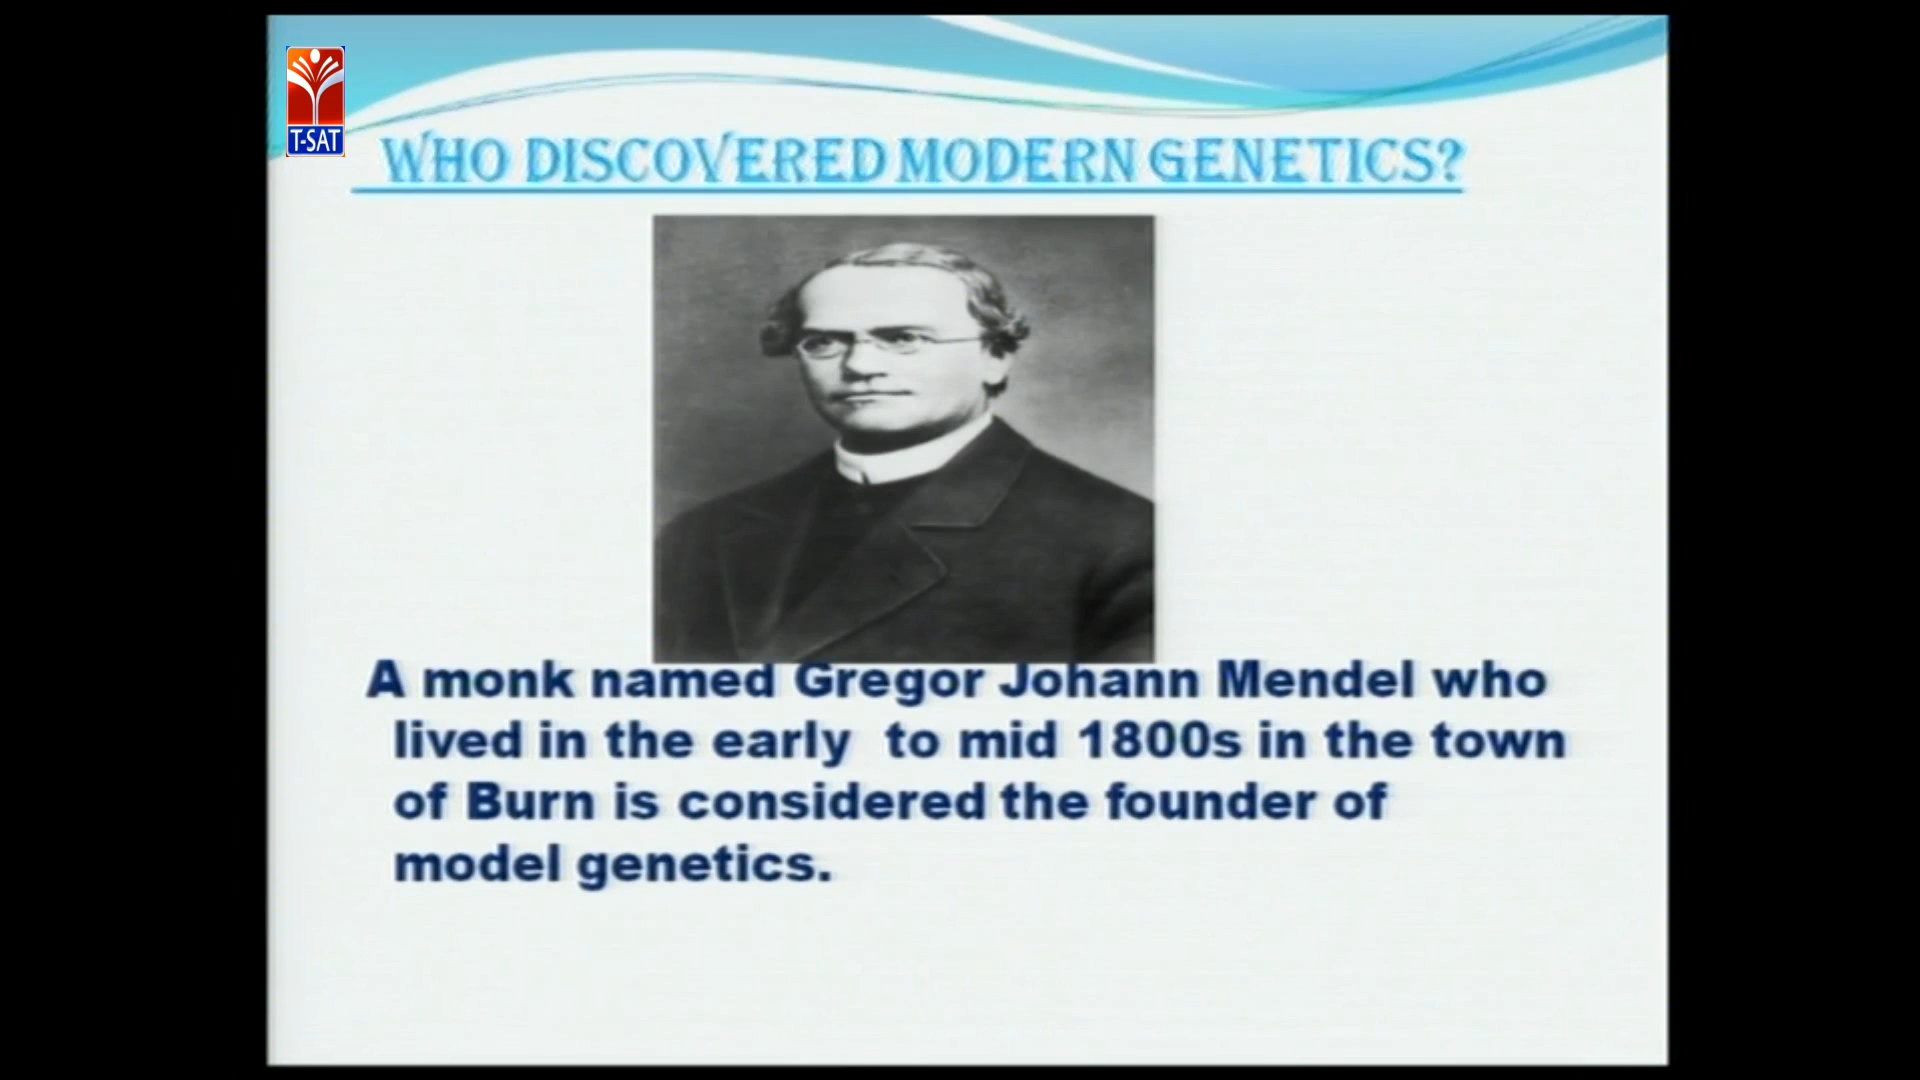 T-SAT
WHO DISCOVERED MODERN GENETICS?
A monk named Gregor Johann Mendel who
lived in the early to mid 1800s in the town
of Burn is considered the founder of
model genetics.